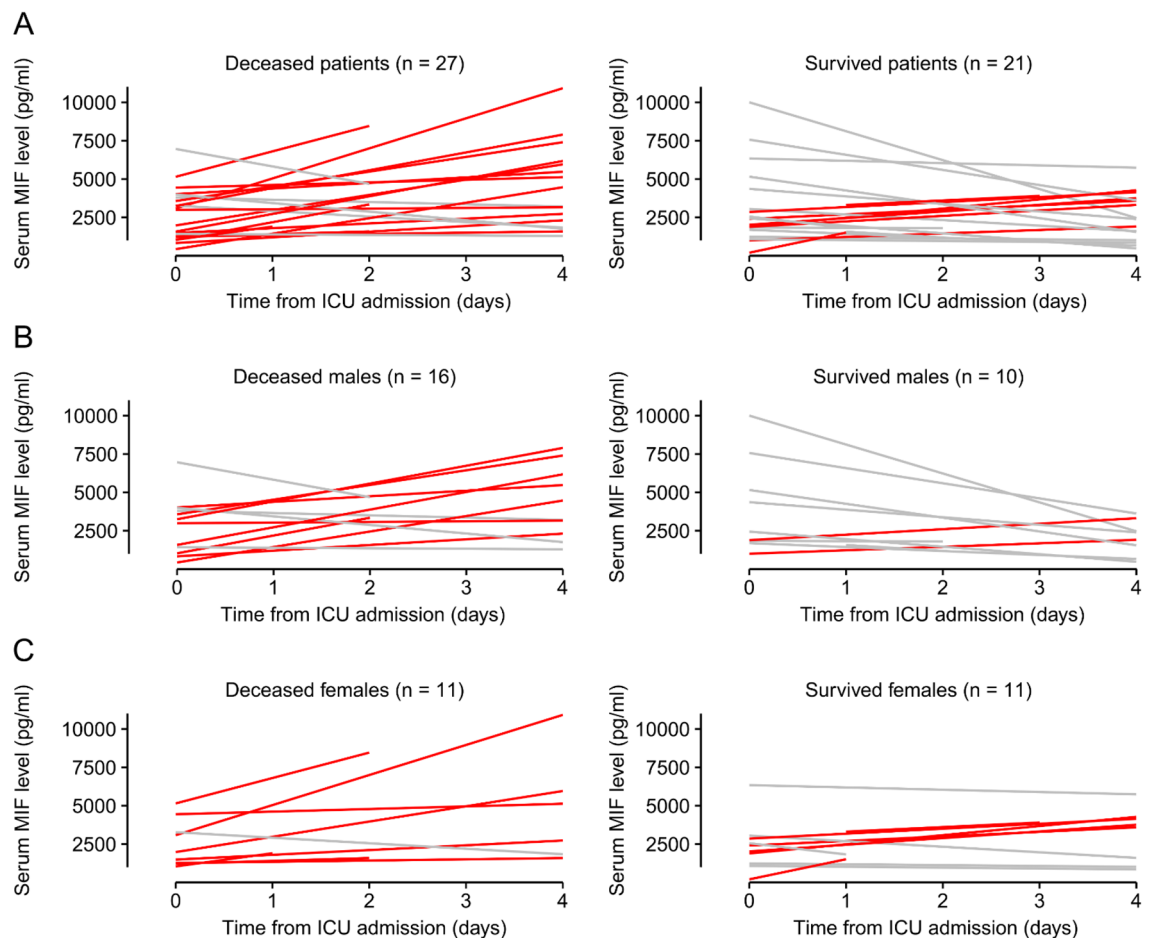 A
Deceased patients (n = 27)
Serum MIF level (pg/ml)
10000
7500
5000
2500
0 1 2 3 4
Time from ICU admission (days)
Survived patients (n = 21)
Serum MIF level (pg/ml)
10000
7500
5000
2500
0 1 2 3 4
Time from ICU admission (days)
B
Deceased males (n = 16)
Serum MIF level (pg/ml)
10000
7500
5000
2500
0 1 2 3 4
Time from ICU admission (days)
Survived males (n = 10)
Serum MIF level (pg/ml)
10000
7500
5000
2500
0 1 2 3 4
Time from ICU admission (days)
C
Deceased females (n = 11)
Serum MIF level (pg/ml)
10000
7500
5000
2500
0 1 2 3 4
Time from ICU admission (days)
Survived females (n = 11)
Serum MIF level (pg/ml)
10000
7500
5000
2500
0 1 2 3 4
Time from ICU admission (days)